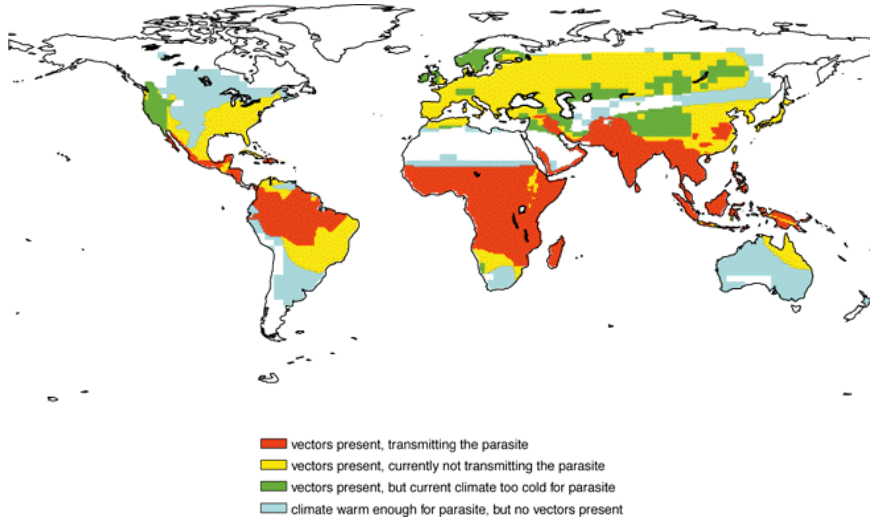 vectors present, transmitting the parasite
vectors present, currently not transmitting the parasite
vectors present, but current climate too cold for parasite
climate warm enough for parasite, but no vectors present